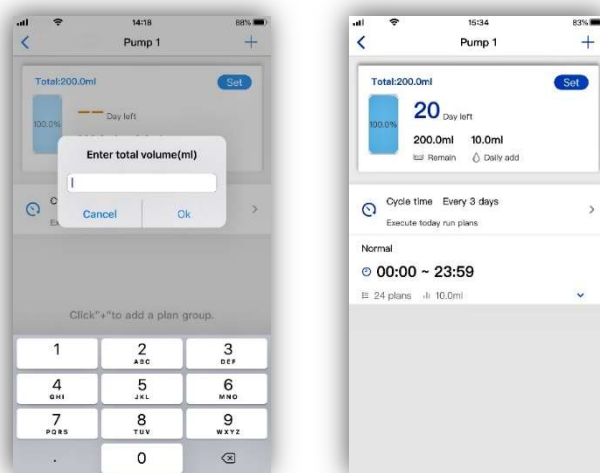 14:18
88%
Pump 1
Total:200.0ml
Set
100.0%
Day left
Enter total volume(ml)
Cancel
Ok
Click"+"to add a plan group.
1
2
ABC
3
DEF
4
GHI
5
JKL
6
MNO
7
PQRS
8
TUV
9
WXYZ
.
0
15:34
83%
Pump 1
Total:200.0ml
Set
100.0%
20 Day left
200.0ml 10.0ml
Remain Daily add
Cycle time Every 3 days
Execute today run plans
Normal
00:00 ~ 23:59
24 plans 10.0ml